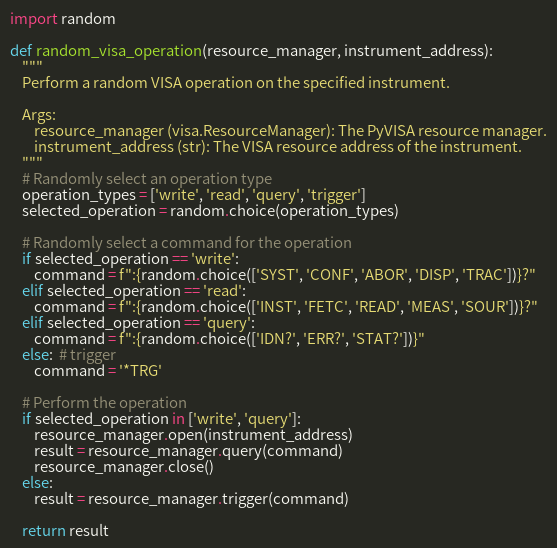 import random

def random_visa_operation(resource_manager, instrument_address):
    """
    Perform a random VISA operation on the specified instrument.

    Args:
        resource_manager (visa.ResourceManager): The PyVISA resource manager.
        instrument_address (str): The VISA resource address of the instrument.
    """
    # Randomly select an operation type
    operation_types = ['write', 'read', 'query', 'trigger']
    selected_operation = random.choice(operation_types)

    # Randomly select a command for the operation
    if selected_operation == 'write':
        command = f":{random.choice(['SYST', 'CONF', 'ABOR', 'DISP', 'TRAC'])}?"
    elif selected_operation == 'read':
        command = f":{random.choice(['INST', 'FETC', 'READ', 'MEAS', 'SOUR'])}?"
    elif selected_operation == 'query':
        command = f":{random.choice(['IDN?', 'ERR?', 'STAT?'])}"
    else:  # trigger
        command = '*TRG'

    # Perform the operation
    if selected_operation in ['write', 'query']:
        resource_manager.open(instrument_address)
        result = resource_manager.query(command)
        resource_manager.close()
    else:
        result = resource_manager.trigger(command)

    return result